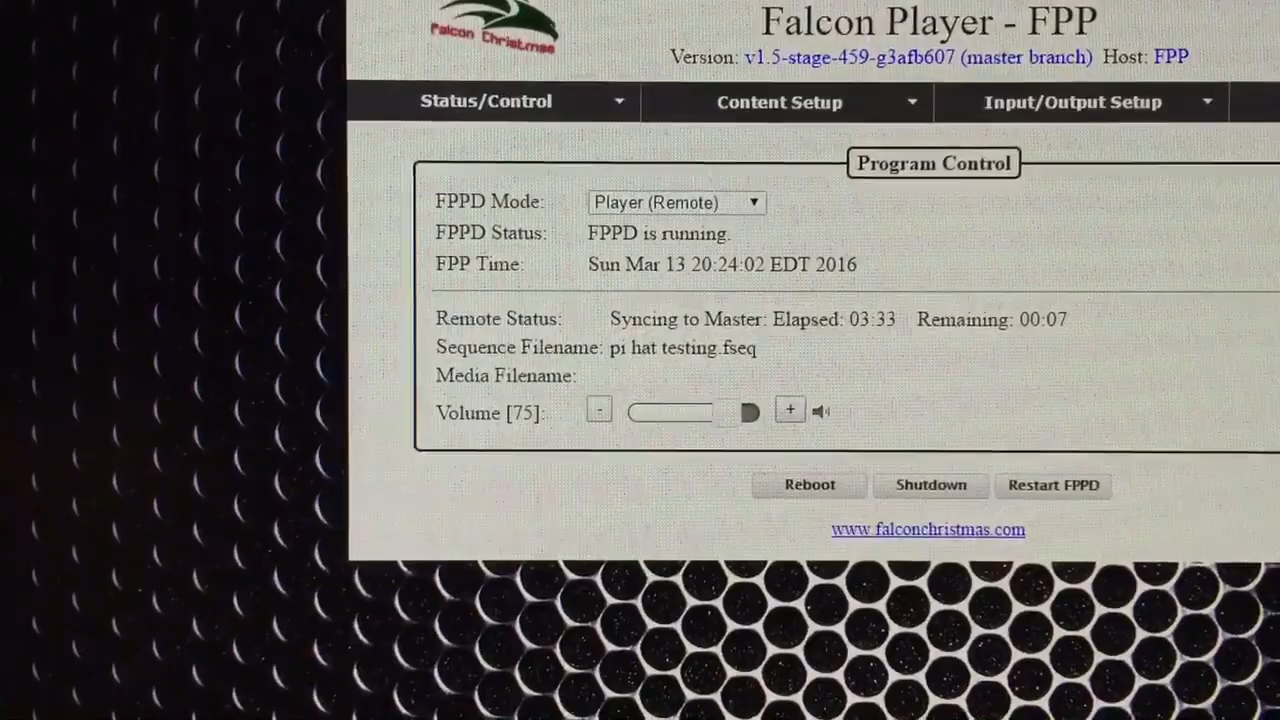 Falcon Christmas
Falcon Player - FPP
Version: v1.5-stage-459-g3afb607 (master branch) Host: FPP
Status/Control Content Setup Input/Output Setup
Program Control
FPPD Mode: Player (Remote)
FPPD Status: FPPD is running.
FPP Time: Sun Mar 13 20:24:02 EDT 2016
Remote Status: Syncing to Master: Elapsed: 03:33 Remaining: 00:07
Sequence Filename: pi hat testing.fseq
Media Filename:
Volume [75]: - +
Reboot Shutdown Restart FPPD
www.falconchristmas.com